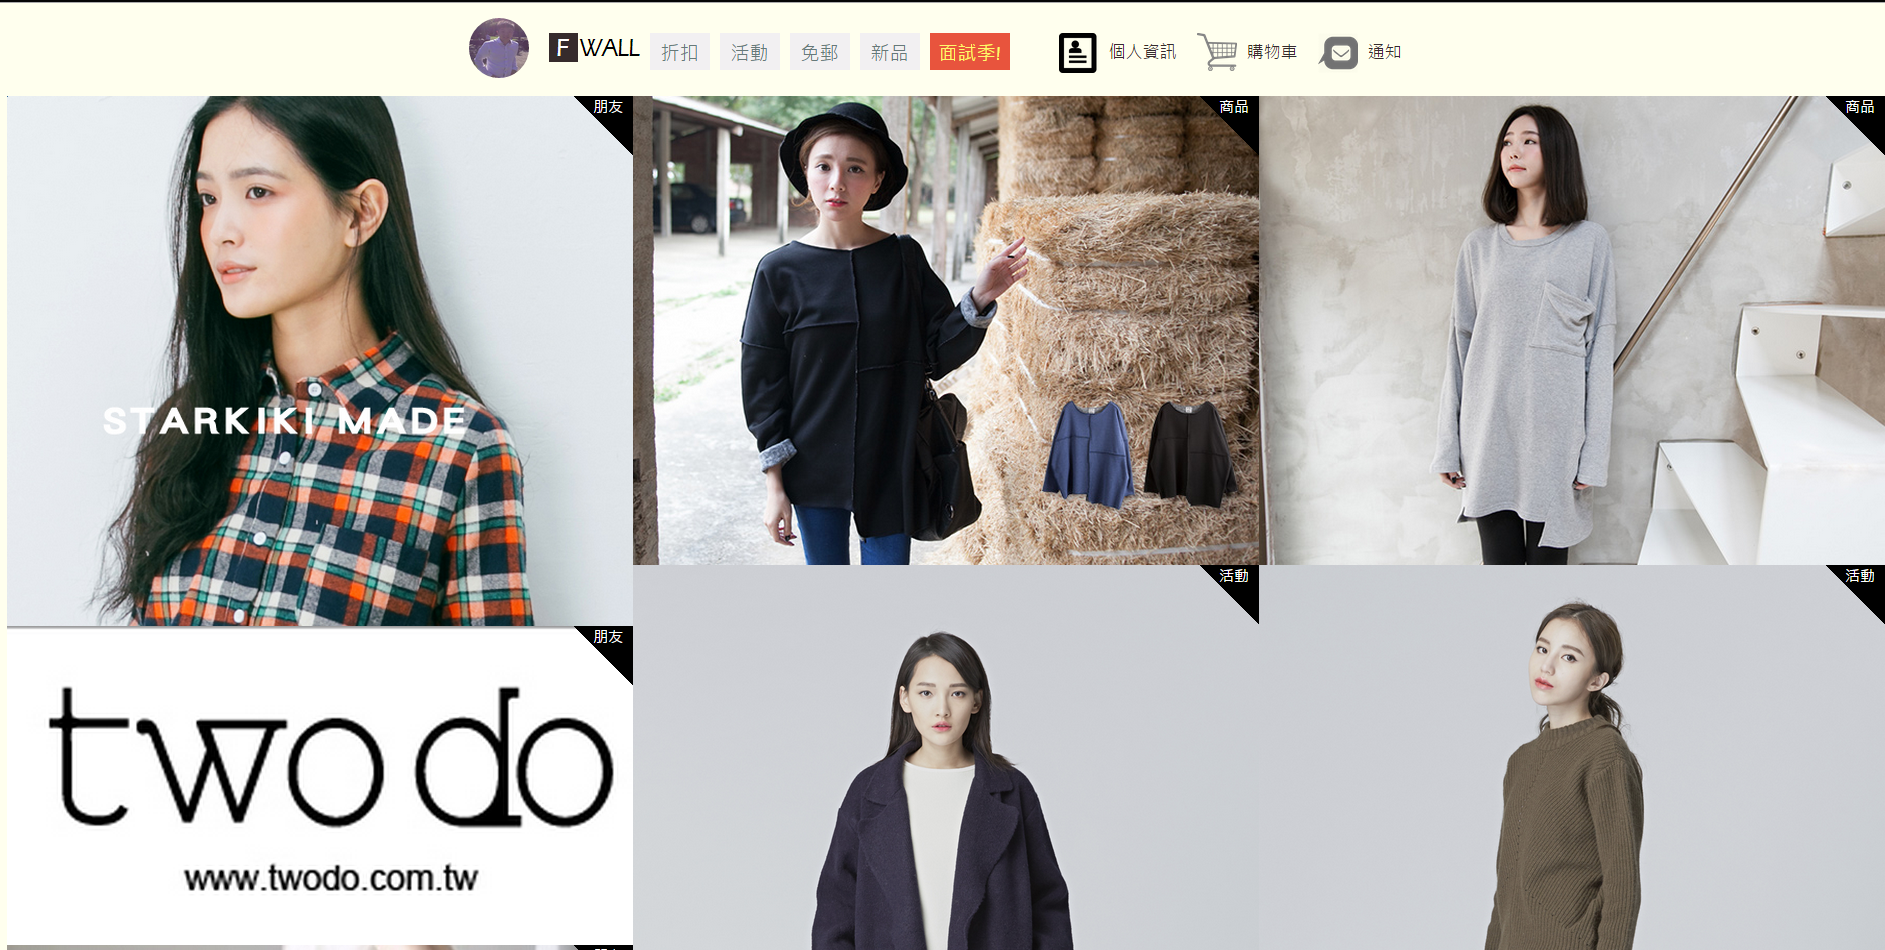 F WALL
折扣
活動
免郵
新品
面試季!
個人資訊
購物車
通知
朋友
商品
商品
STARKIKI MADE
活動
活動
朋友
two do
www.twodo.com.tw